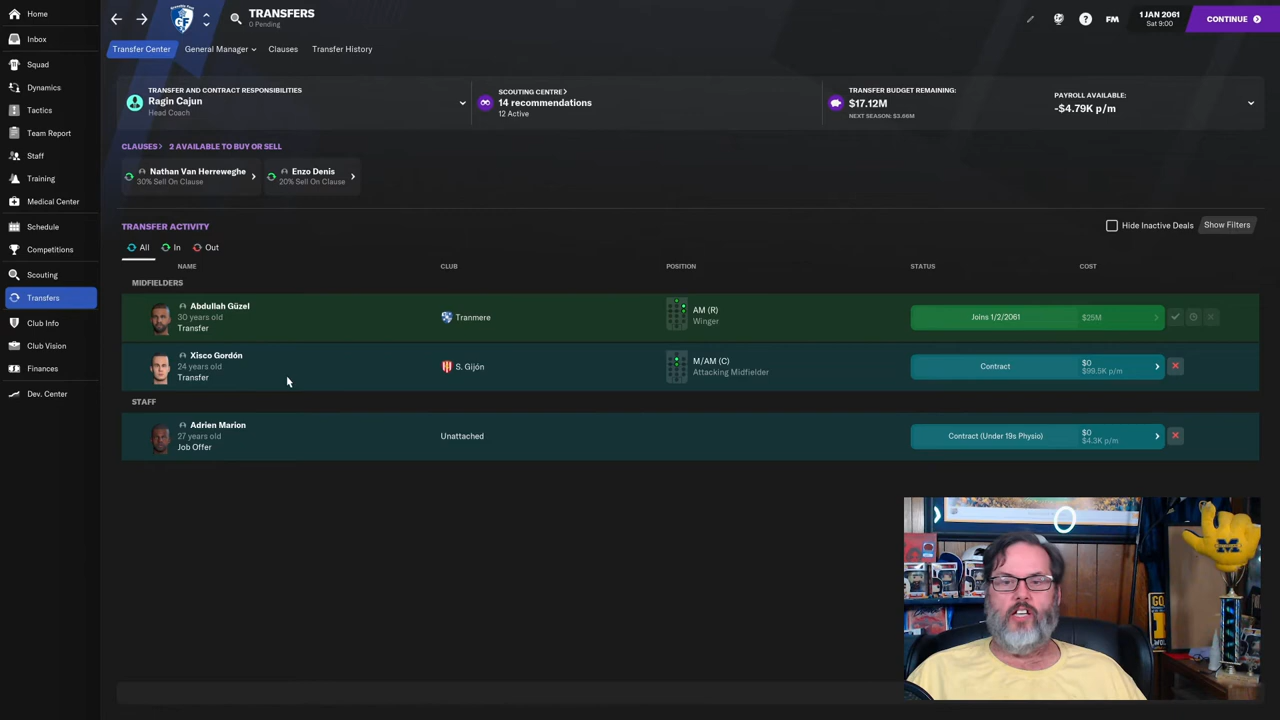 Home
TRANSFERS
0 Pending
FM
1 JAN 2061
Sat 9:00
CONTINUE
Inbox
Squad
Dynamics
Tactics
Team Report
Staff
Training
Medical Center
Schedule
Competitions
Scouting
Transfers
Club Info
Club Vision
Finances
Dev. Center
Transfer Center
General Manager
Clauses
Transfer History
TRANSFER AND CONTRACT RESPONSIBILITIES
Ragin Cajun
Head Coach
SCOUTING CENTRE
14 recommendations
12 Active
TRANSFER BUDGET REMAINING:
$17.12M
NEXT SEASON: $3.66M
PAYROLL AVAILABLE:
-$4.79K p/m
CLAUSES 2 AVAILABLE TO BUY OR SELL
Nathan Van Herreweghe
30% Sell On Clause
Enzo Denis
20% Sell On Clause
TRANSFER ACTIVITY
Hide Inactive Deals
Show Filters
All
In
Out
NAME
CLUB
POSITION
STATUS
COST
MIDFIELDERS
Abdullah Güzel
30 years old
Transfer
Tranmere
AM (R)
Winger
Joins 1/2/2061
$25M
Xisco Gordón
24 years old
Transfer
S. Gijón
M/AM (C)
Attacking Midfielder
Contract
$0
$99.5K p/m
STAFF
Adrien Marion
27 years old
Job Offer
Unattached
Contract (Under 19s Physio)
$0
$4.3K p/m